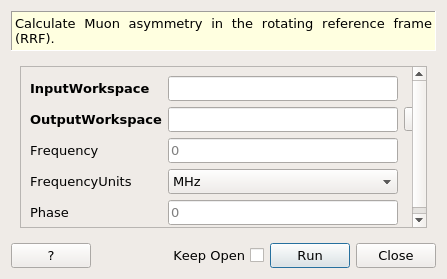 Calculate Muon asymmetry in the rotating reference frame
(RRF).
InputWorkspace
OutputWorkspace
Frequency 0
FrequencyUnits MHz
Phase 0
? Keep Open Run Close